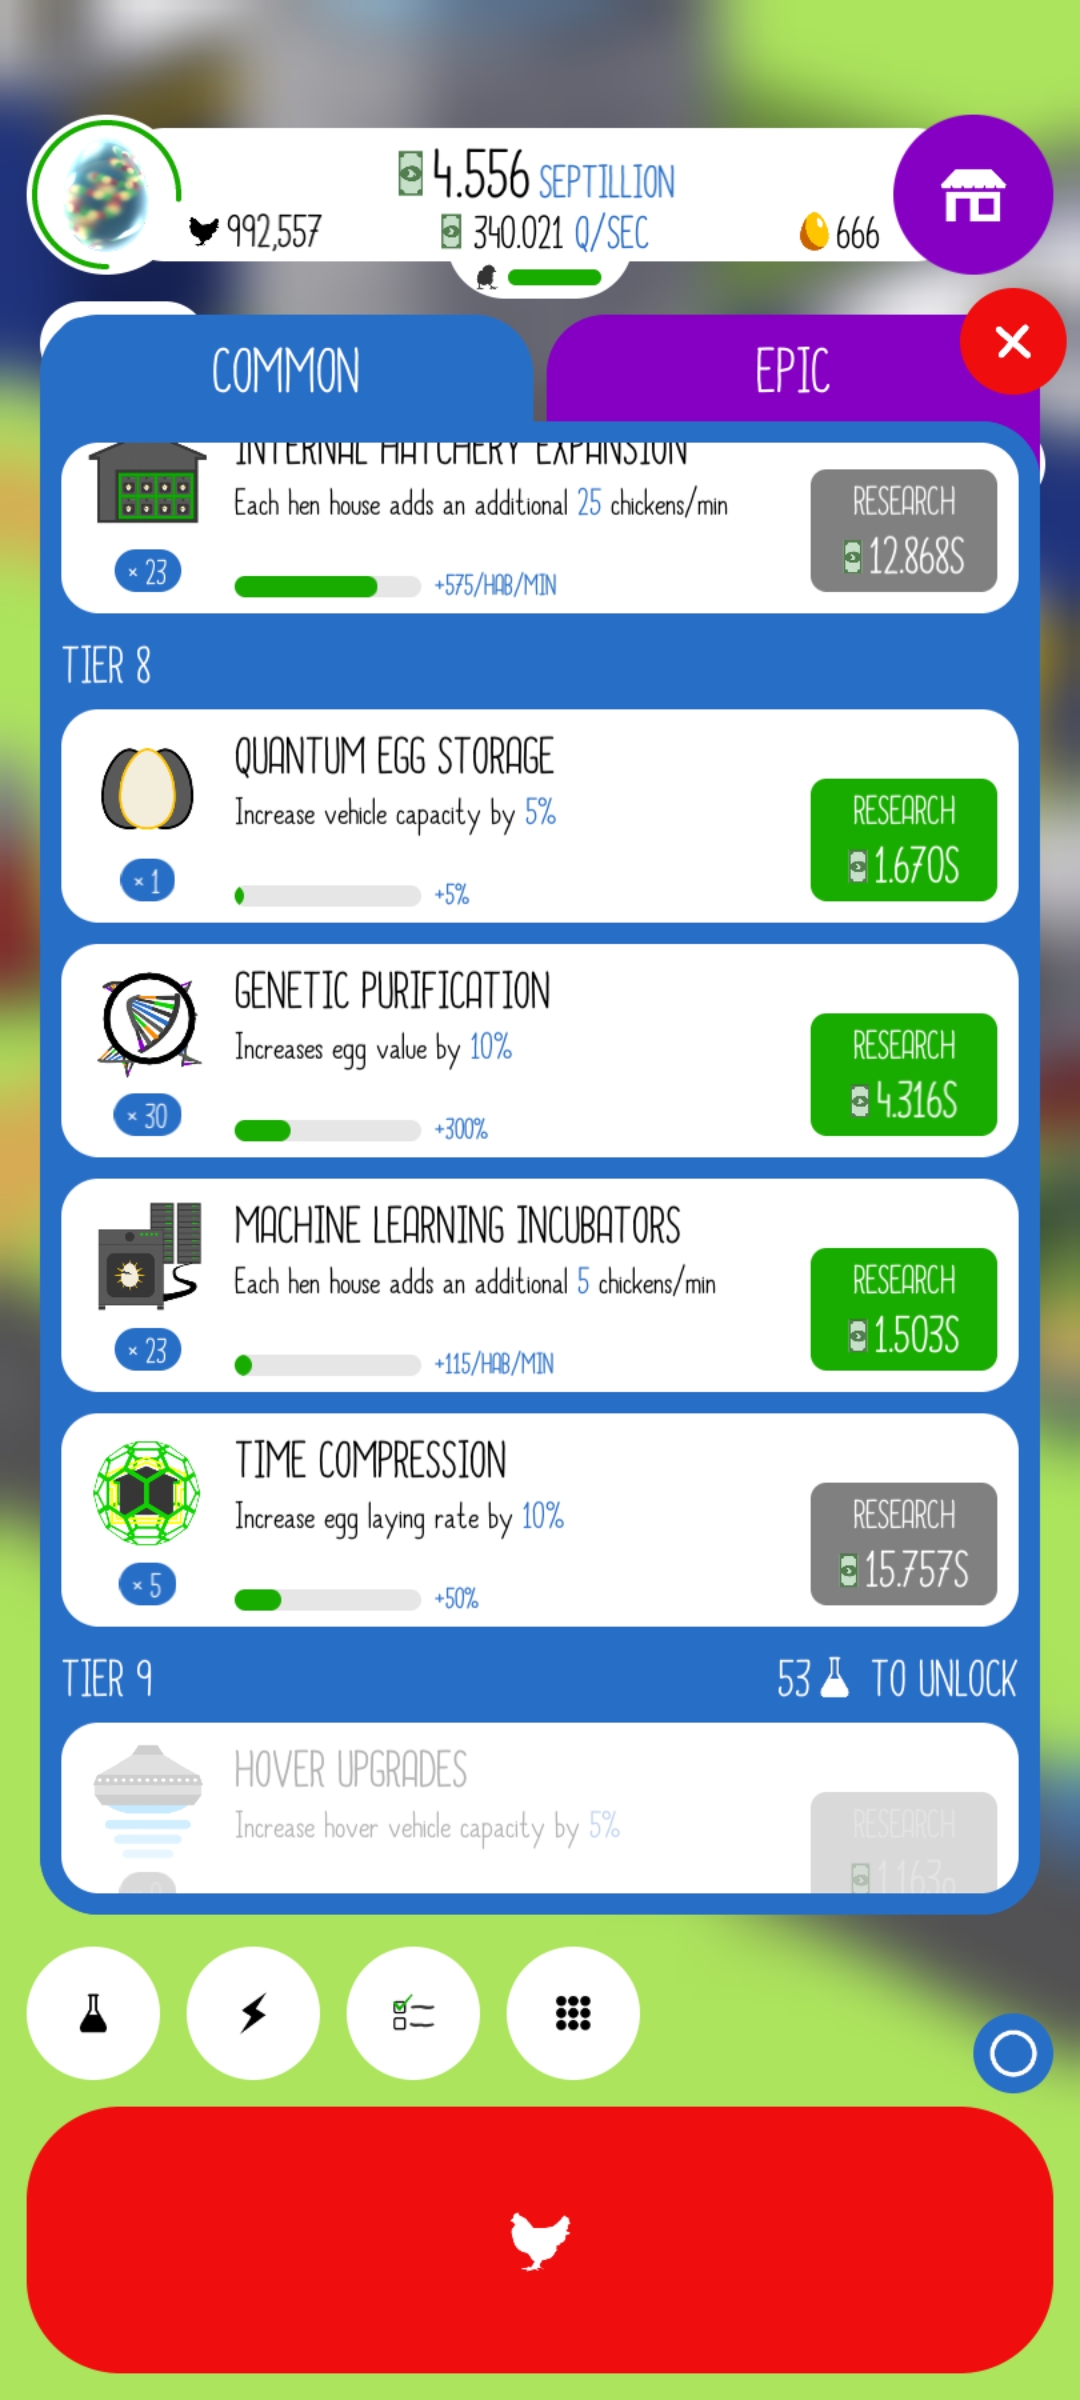 4.556 SEPTILLION
992,557
340.021 Q/SEC
666
COMMON
EPIC
INTERNAL HATCHERY EXPANSION
Each hen house adds an additional 25 chickens/min
RESEARCH
12.868S
× 23
+575/HAB/MIN
TIER 8
QUANTUM EGG STORAGE
Increase vehicle capacity by 5%
RESEARCH
1.670S
× 1
+5%
GENETIC PURIFICATION
Increases egg value by 10%
RESEARCH
4.316S
× 30
+300%
MACHINE LEARNING INCUBATORS
Each hen house adds an additional 5 chickens/min
RESEARCH
1.503S
× 23
+115/HAB/MIN
TIME COMPRESSION
Increase egg laying rate by 10%
RESEARCH
15.757S
× 5
+50%
TIER 9
53 TO UNLOCK
HOVER UPGRADES
Increase hover vehicle capacity by 5%
RESEARCH